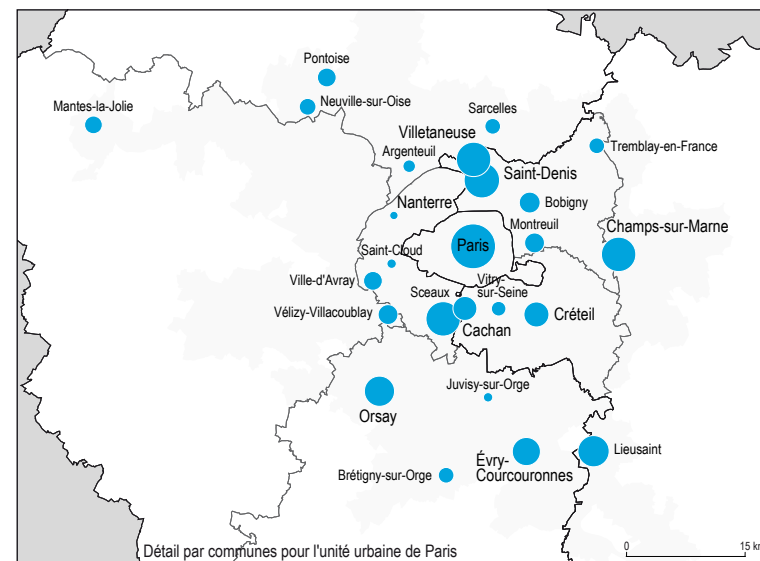 Pontoise
Mantes-la-Jolie
Neuville-sur-Oise
Sarcelles
Villetaneuse
Tremblay-en-France
Argenteuil
Saint-Denis
Nanterre
Bobigny
Montreuil
Champs-sur-Marne
Paris
Saint-Cloud
Ville-d'Avray
Vitry-
sur-Seine
Sceaux
Vélizy-Villacoublay
Créteil
Cachan
Juvisy-sur-Orge
Orsay
Évry-
Courcouronnes
Lieusaint
Brétigny-sur-Orge
Détail par communes pour l'unité urbaine de Paris
0 15 km